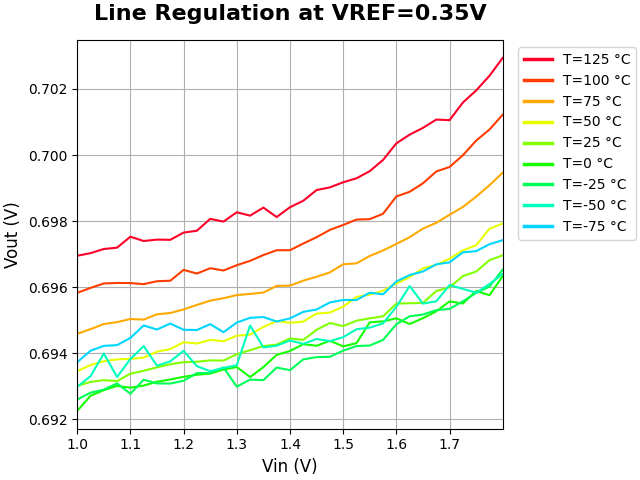 Line Regulation at VREF=0.35V
Vout (V)
0.702
0.700
0.698
0.696
0.694
0.692
1.0 1.1 1.2 1.3 1.4 1.5 1.6 1.7
Vin (V)
T=125 °C
T=100 °C
T=75 °C
T=50 °C
T=25 °C
T=0 °C
T=-25 °C
T=-50 °C
T=-75 °C